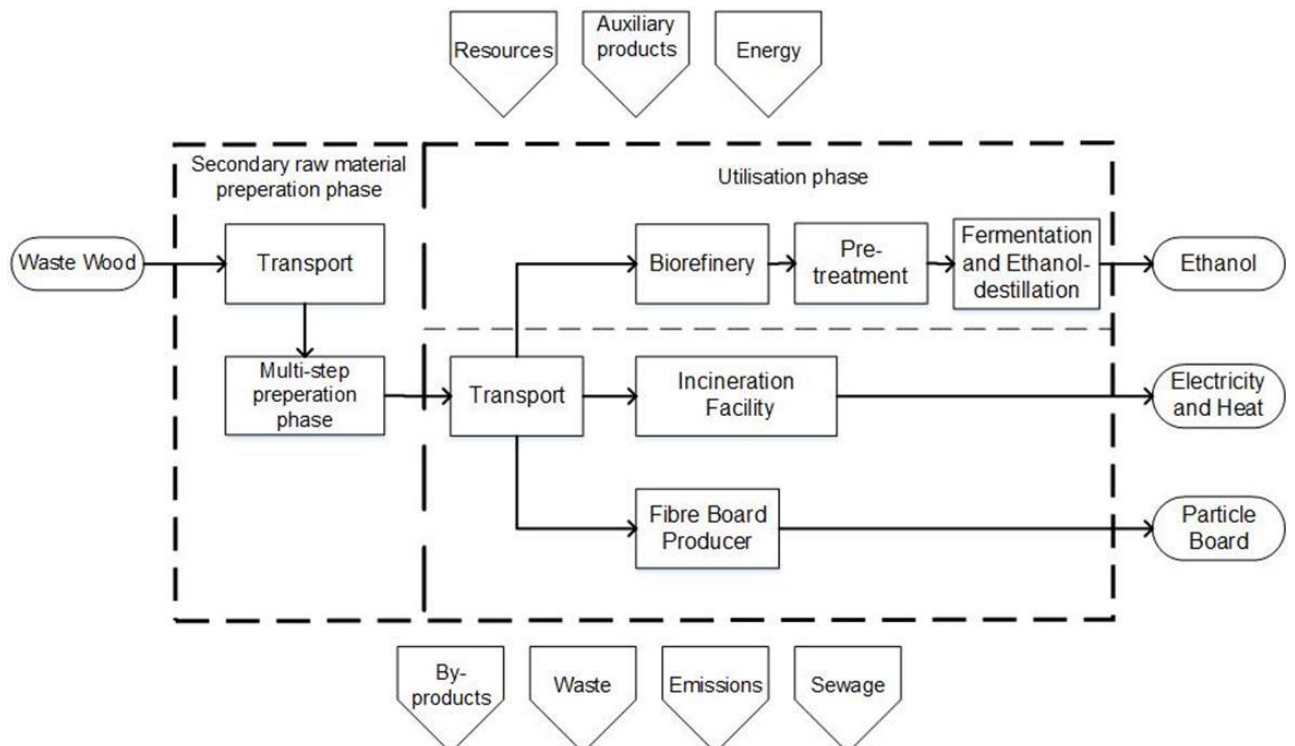 Resources
Auxiliary
products
Energy
Secondary raw material
preperation phase
Utilisation phase
Waste Wood
Transport
Biorefinery
Pre-
treatment
Fermentation
and Ethanol-
destillation
Ethanol
Multi-step
preperation
phase
Transport
Incineration
Facility
Electricity
and Heat
Fibre Board
Producer
Particle
Board
By-
products
Waste
Emissions
Sewage